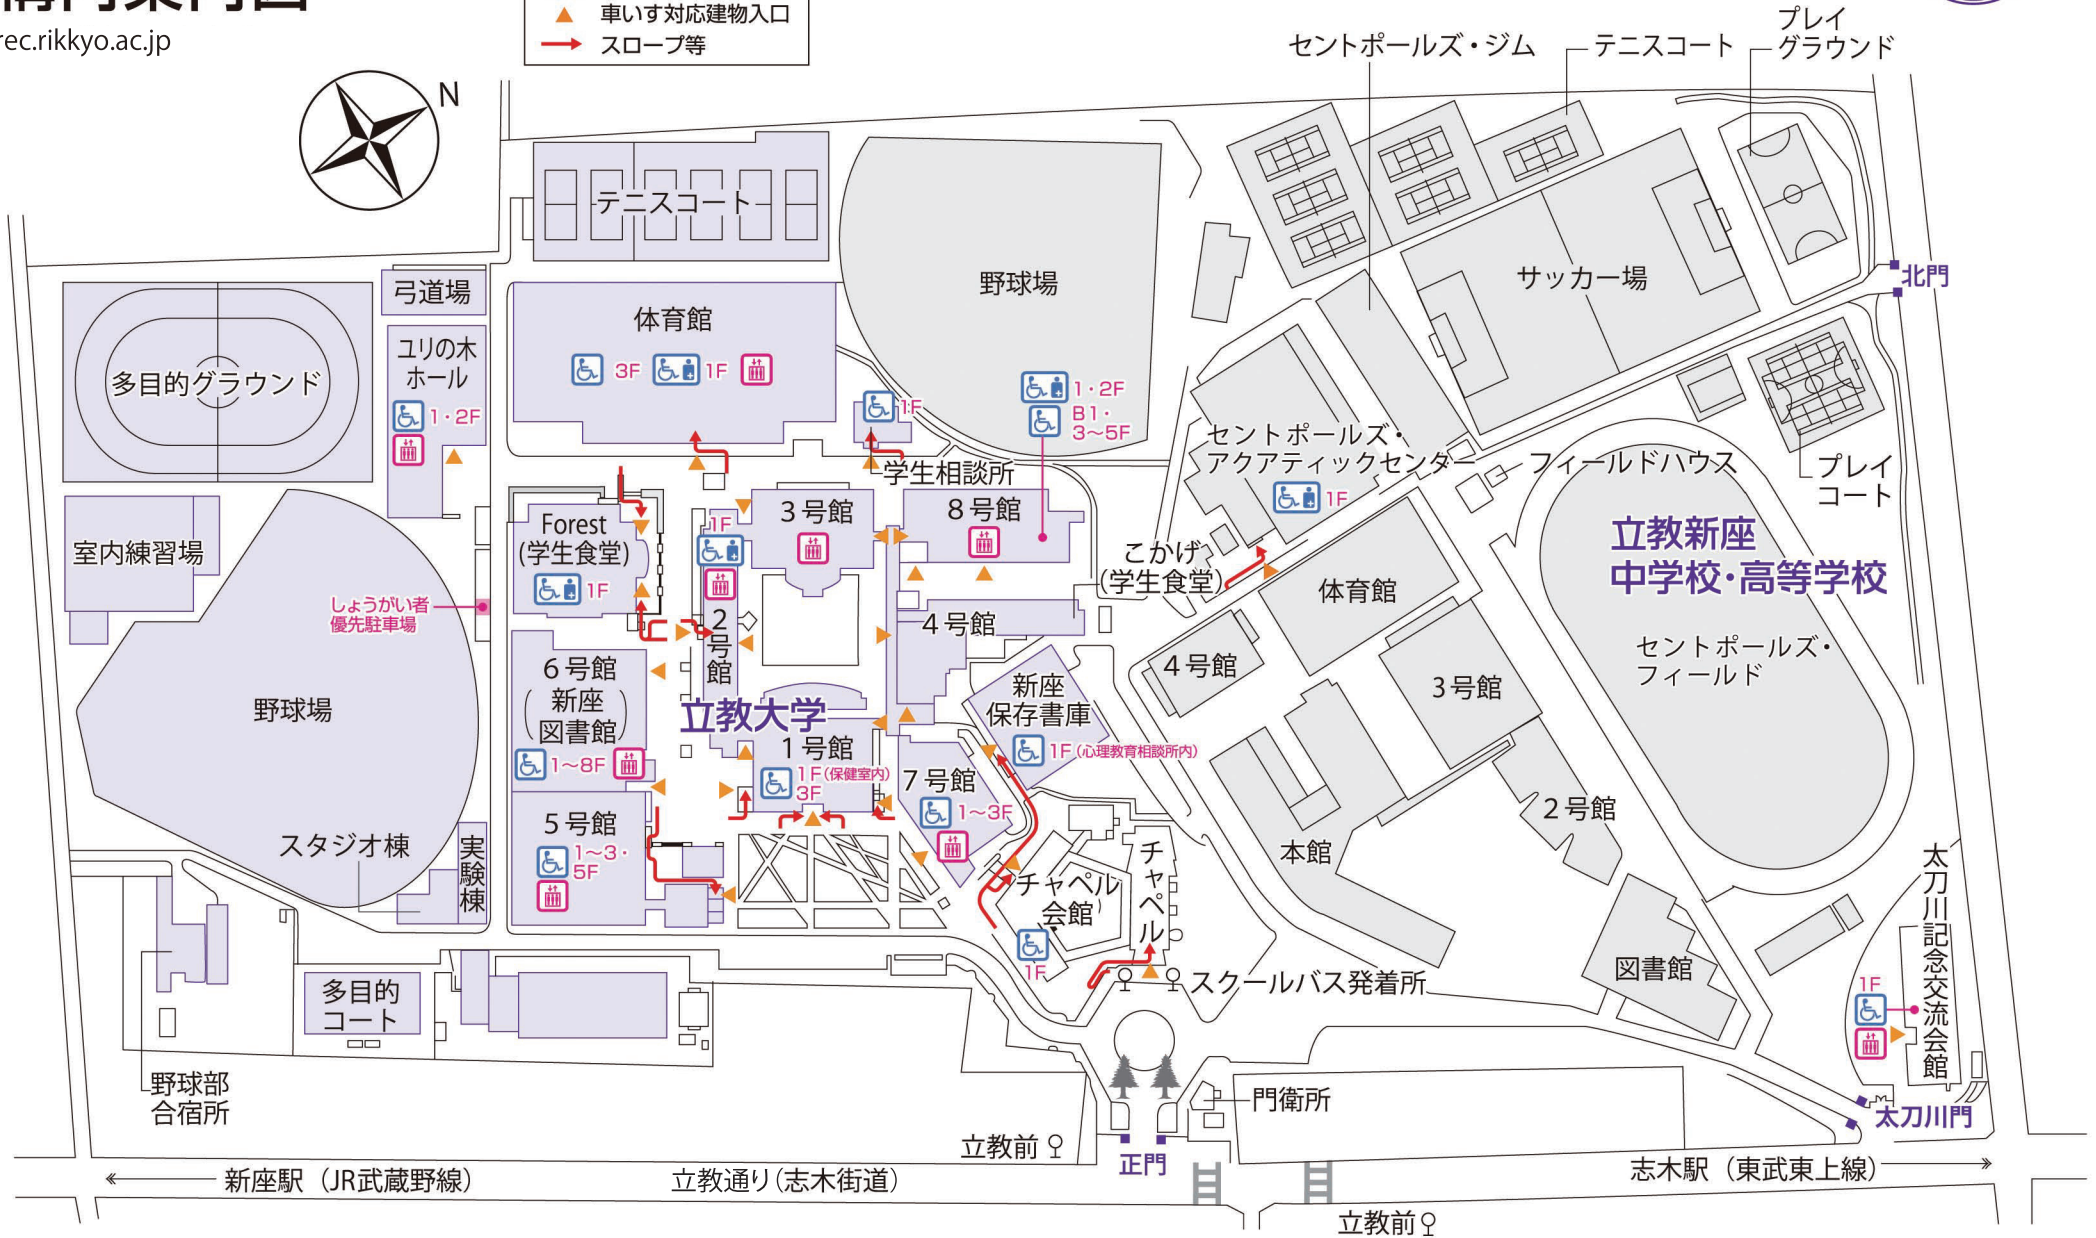 構内案内図
rec.rikkyo.ac.jp
車いす対応建物入口
スロープ等
N
セントポールズ・ジム
テニスコート
プレイ
グラウンド
テニスコート
野球場
サッカー場
北門
弓道場
体育館
3F
1F
多目的グラウンド
ユリの木
ホール
1・2F
1F
学生相談所
1・2F
B1・
3～5F
セントポールズ・
アクアティックセンター
1F
フィールドハウス
プレイ
コート
室内練習場
Forest
(学生食堂)
1F
1F
3号館
8号館
こかげ
(学生食堂)
体育館
立教新座
中学校・高等学校
セントポールズ・
フィールド
しょうがい者
優先駐車場
2号館
4号館
4号館
3号館
野球場
6号館
(新座
図書館)
1～8F
立教大学
新座
保存書庫
1F(心理教育相談所内)
1号館
1F(保健室内)
3F
7号館
1～3F
2号館
本館
スタジオ棟
実験棟
5号館
1～3・
5F
チャペル
会館
1F
チャペル
スクールバス発着所
図書館
太刀川記念交流会館
1F
多目的
コート
野球部
合宿所
門衛所
太刀川門
立教前
正門
新座駅（JR武蔵野線）
立教通り(志木街道)
志木駅（東武東上線）
立教前